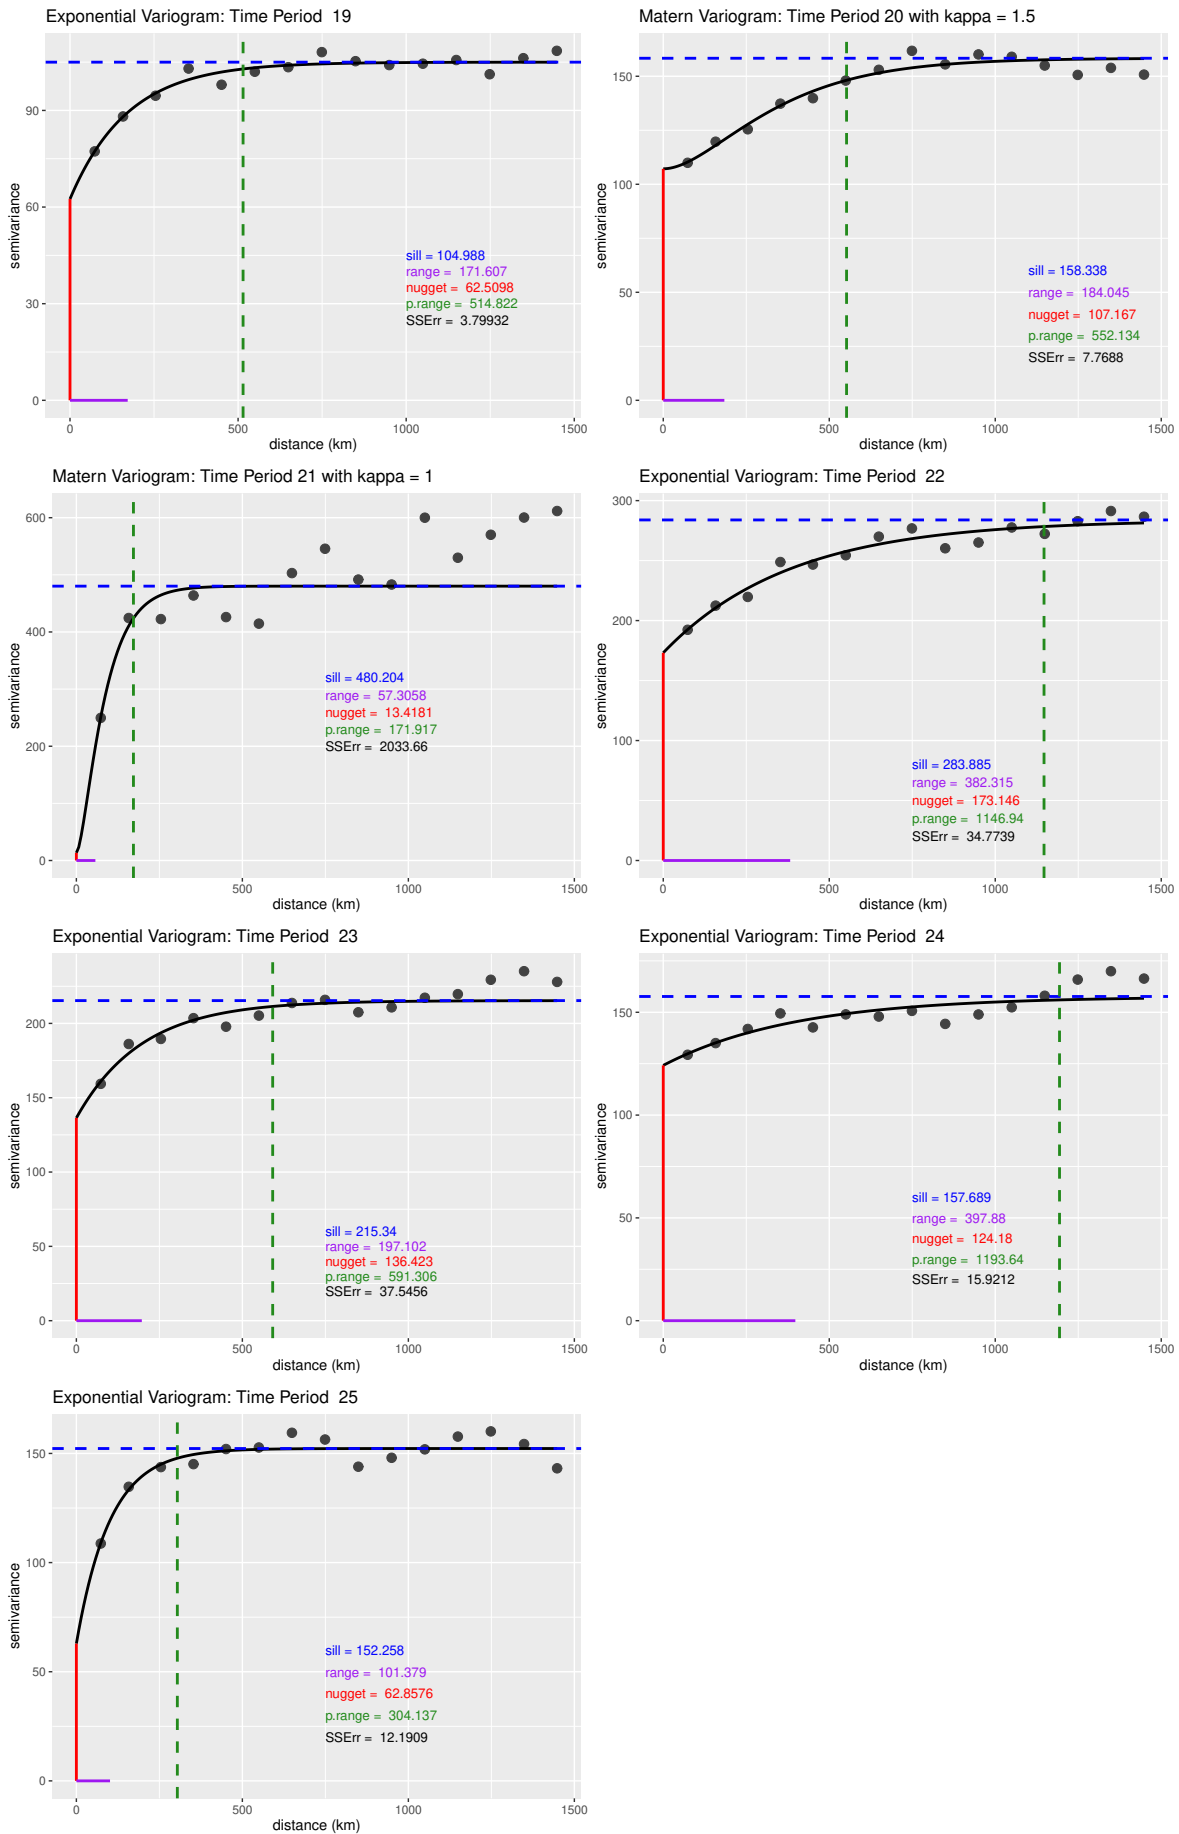 Exponential Variogram: Time Period  19
semivariance
90
60
30
0
sill = 104.988
range =  171.607
nugget =  62.5098
p.range =  514.822
SSErr =  3.79932
0 500 1000 1500
distance (km)
Matern Variogram: Time Period 20 with kappa = 1.5
semivariance
150
100
50
0
sill = 158.338
range =  184.045
nugget =  107.167
p.range =  552.134
SSErr =  7.7688
0 500 1000 1500
distance (km)
Matern Variogram: Time Period 21 with kappa = 1
semivariance
600
400
200
0
sill = 480.204
range =  57.3058
nugget =  13.4181
p.range =  171.917
SSErr =  2033.66
0 500 1000 1500
distance (km)
Exponential Variogram: Time Period  22
semivariance
300
200
100
0
sill = 283.885
range =  382.315
nugget =  173.146
p.range =  1146.94
SSErr =  34.7739
0 500 1000 1500
distance (km)
Exponential Variogram: Time Period  23
semivariance
200
150
100
50
0
sill = 215.34
range =  197.102
nugget =  136.423
p.range =  591.306
SSErr =  37.5456
0 500 1000 1500
distance (km)
Exponential Variogram: Time Period  24
semivariance
150
100
50
0
sill = 157.689
range =  397.88
nugget =  124.18
p.range =  1193.64
SSErr =  15.9212
0 500 1000 1500
distance (km)
Exponential Variogram: Time Period  25
semivariance
150
100
50
0
sill = 152.258
range =  101.379
nugget =  62.8576
p.range =  304.137
SSErr =  12.1909
0 500 1000 1500
distance (km)